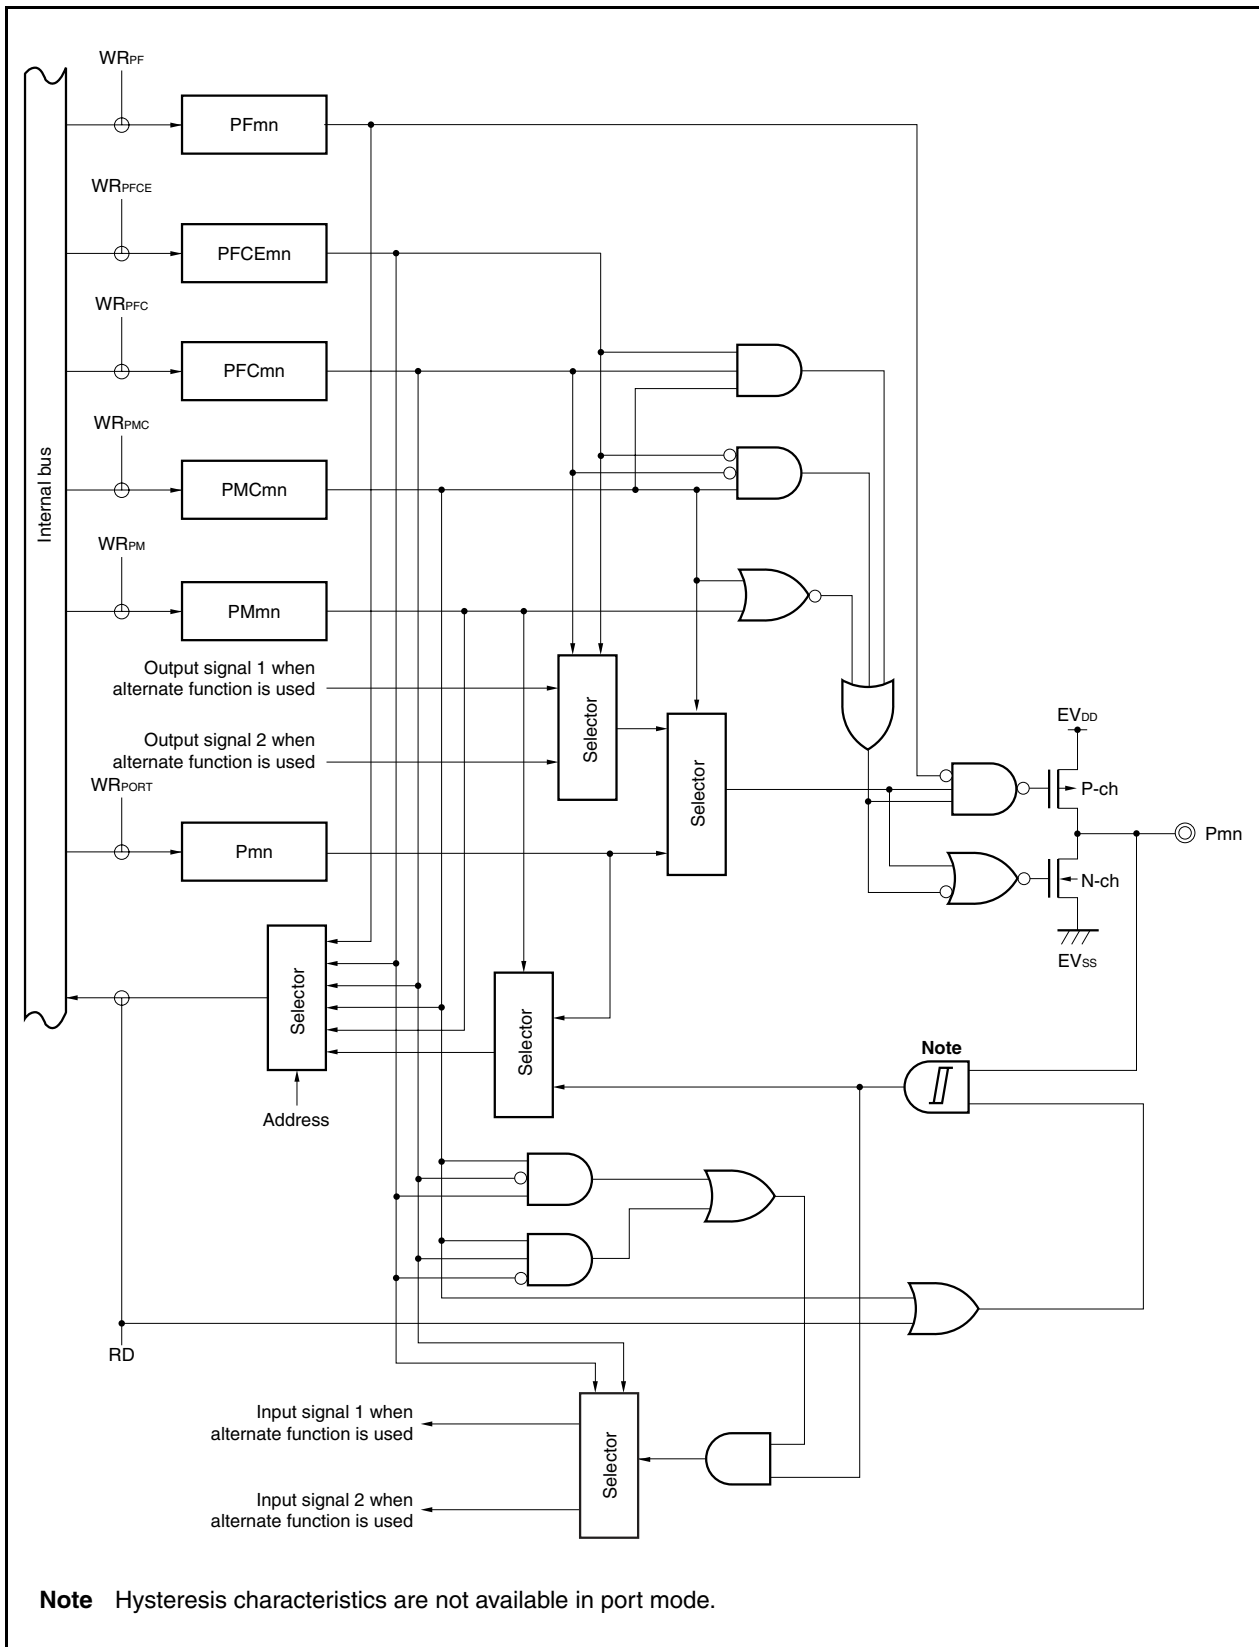 WRPF
PFmn
WRPFCE
PFCEmn
WRPFC
PFCmn
WRPMC
PMCmn
Internal bus
WRPM
PMmn
Output signal 1 when
alternate function is used
Output signal 2 when
alternate function is used
Selector
Selector
WRPORT
Pmn
EVDD
P-ch
Pmn
N-ch
EVSS
Selector
Selector
Address
Note
RD
Input signal 1 when
alternate function is used
Input signal 2 when
alternate function is used
Selector
Note Hysteresis characteristics are not available in port mode.